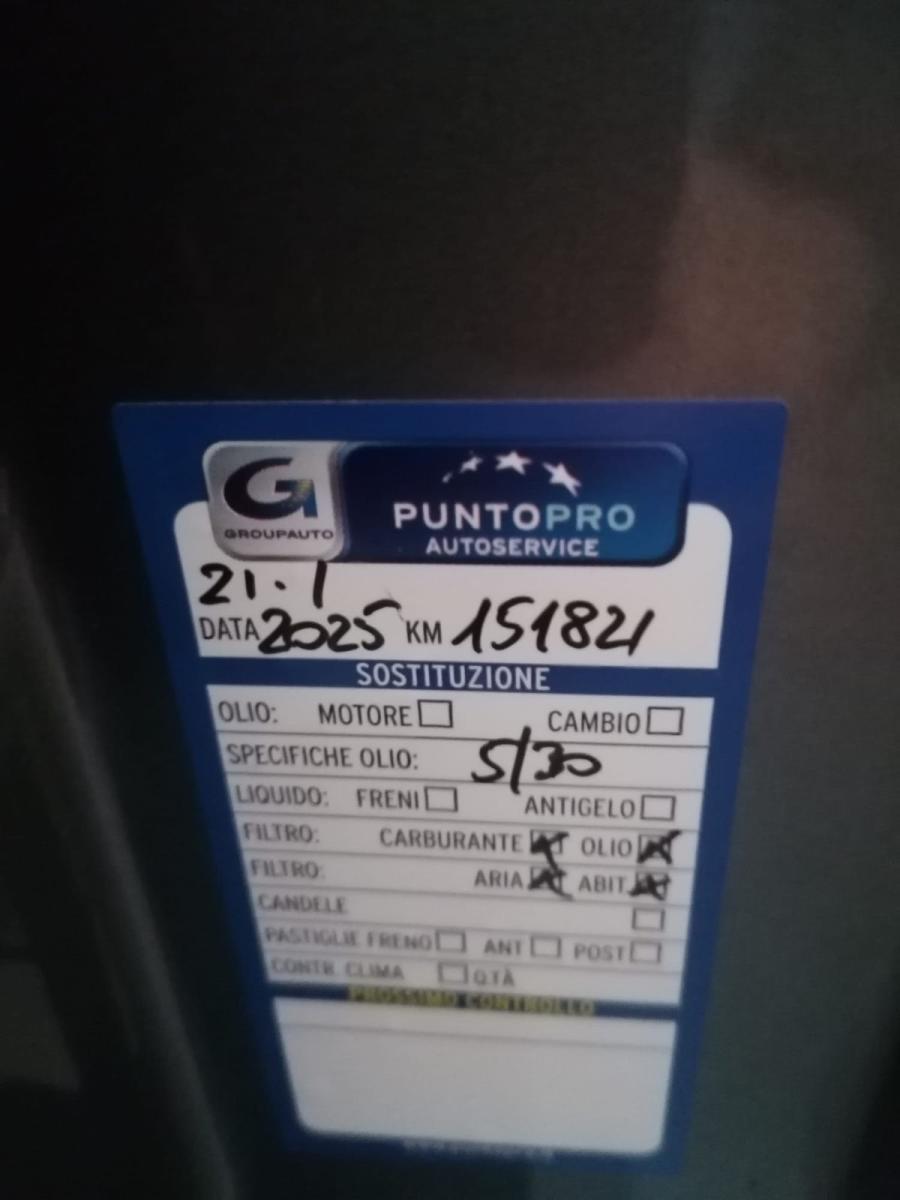 G
GROUPAUTO
PUNTOPRO
AUTOSERVICE
21.1
DATA 2025 KM 151821
SOSTITUZIONE
OLIO: MOTORE CAMBIO
SPECIFICHE OLIO: 5/30
LIQUIDO: FRENI ANTIGELO
FILTRO: CARBURANTE OLIO
FILTRO: ARIA ABIT.
CANDELE
PASTIGLIE FRENO ANT POST
CONTR. CLIMA Q.TÀ
PROSSIMO CONTROLLO